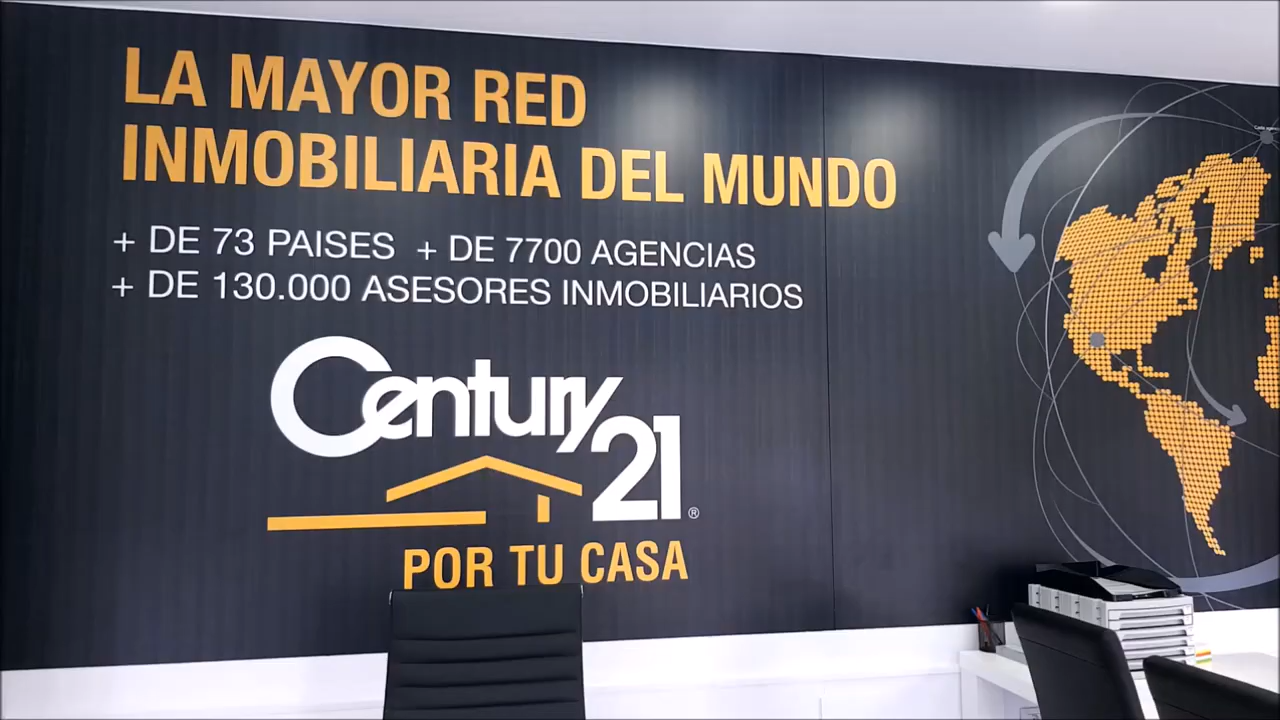 LA MAYOR RED
INMOBILIARIA DEL MUNDO
+ DE 73 PAISES + DE 7700 AGENCIAS
+ DE 130.000 ASESORES INMOBILIARIOS
Century
21®
POR TU CASA